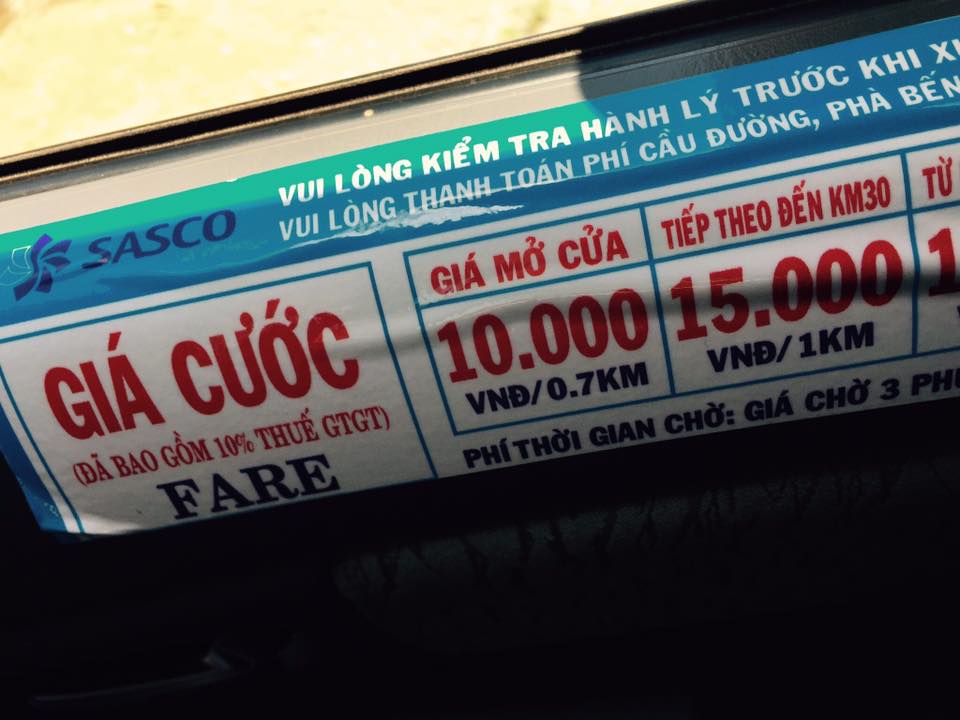 VUI LÒNG KIỂM TRA HÀNH LÝ TRƯỚC KHI
VUI LÒNG THANH TOÁN PHÍ CẦU ĐƯỜNG, PHÀ BẾN
SASCO
GIÁ CƯỚC
(ĐÃ BAO GỒM 10% THUẾ GTGT)
FARE
GIÁ MỞ CỬA
10.000
VNĐ/0.7KM
TIẾP THEO ĐẾN KM30
15.000
VNĐ/1KM
TỪ
PHÍ THỜI GIAN CHỜ: GIÁ CHỜ 3